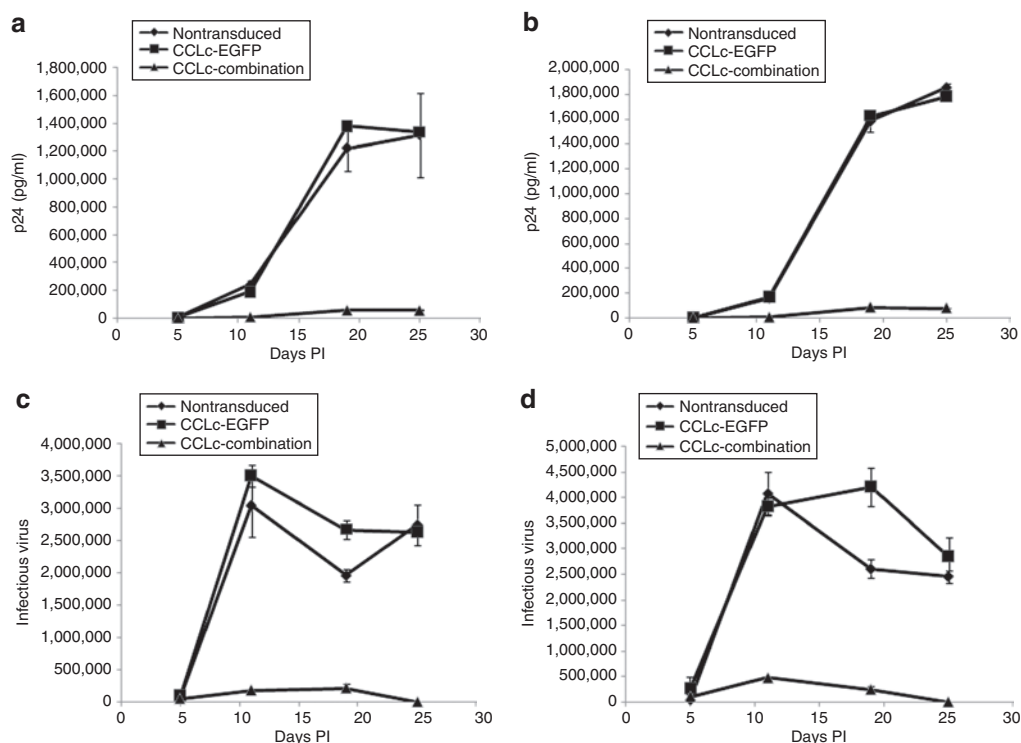 a
Nontransduced
CCLc-EGFP
CCLc-combination
1,800,000
1,600,000
1,400,000
1,200,000
1,000,000
800,000
600,000
400,000
200,000
0
p24 (pg/ml)
0 5 10 15 20 25 30
Days PI
b
Nontransduced
CCLc-EGFP
CCLc-combination
2,000,000
1,800,000
1,600,000
1,400,000
1,200,000
1,000,000
800,000
600,000
400,000
200,000
0
p24 (pg/ml)
0 5 10 15 20 25 30
Days PI
c
Nontransduced
CCLc-EGFP
CCLc-combination
4,000,000
3,500,000
3,000,000
2,500,000
2,000,000
1,500,000
1,000,000
500,000
0
Infectious virus
0 5 10 15 20 25 30
Days PI
d
Nontransduced
CCLc-EGFP
CCLc-combination
5,000,000
4,500,000
4,000,000
3,500,000
3,000,000
2,500,000
2,000,000
1,500,000
1,000,000
500,000
0
Infectious virus
0 5 10 15 20 25 30
Days PI